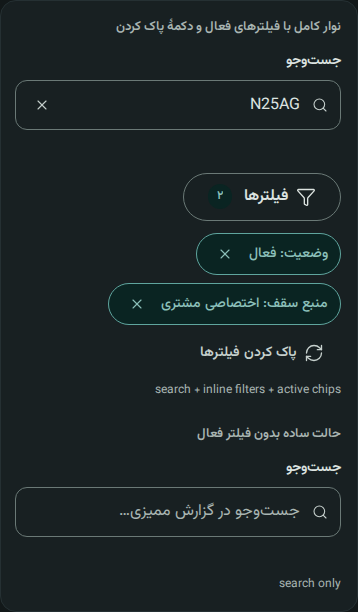 نوار کامل با فیلترهای فعال و دکمهٔ پاک کردن
جست‌وجو
N25AG
فیلترها ۲
وضعیت: فعال
منبع سقف: اختصاصی مشتری
پاک کردن فیلترها
search + inline filters + active chips
حالت ساده بدون فیلتر فعال
جست‌وجو
جست‌وجو در گزارش ممیزی...
search only